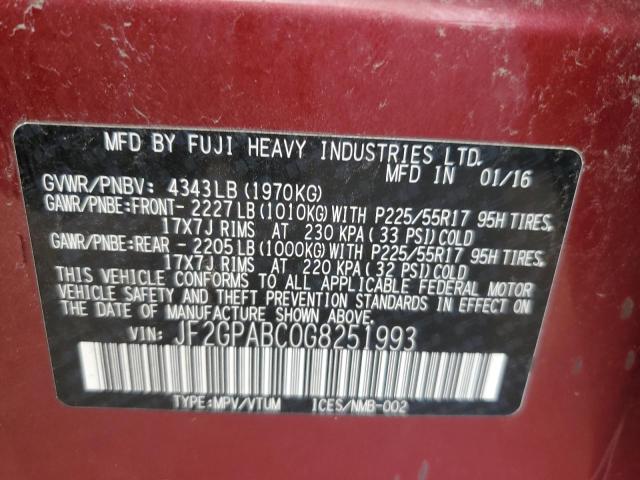 MFD BY FUJI HEAVY INDUSTRIES LTD.
MFD IN 01/16
GVWR/PNBV: 4343LB (1970KG)
GAWR/PNBE:FRONT- 2227LB (1010KG) WITH P225/55R17 95H TIRES,
17X7J RIMS AT 230 KPA (33 PSI) COLD
GAWR/PNBE:REAR - 2205LB (1000KG) WITH P225/55R17 95H TIRES,
17X7J RIMS AT 220 KPA (32 PSI) COLD
THIS VEHICLE CONFORMS TO ALL APPLICABLE FEDERAL MOTOR
VEHICLE SAFETY AND THEFT PREVENTION STANDARDS IN EFFECT ON
THE DATE OF MANUFACTURE SHOWN ABOVE.
VIN: JF2GPABC0G8251993
TYPE:MPV/VTUM ICES/NMB-002